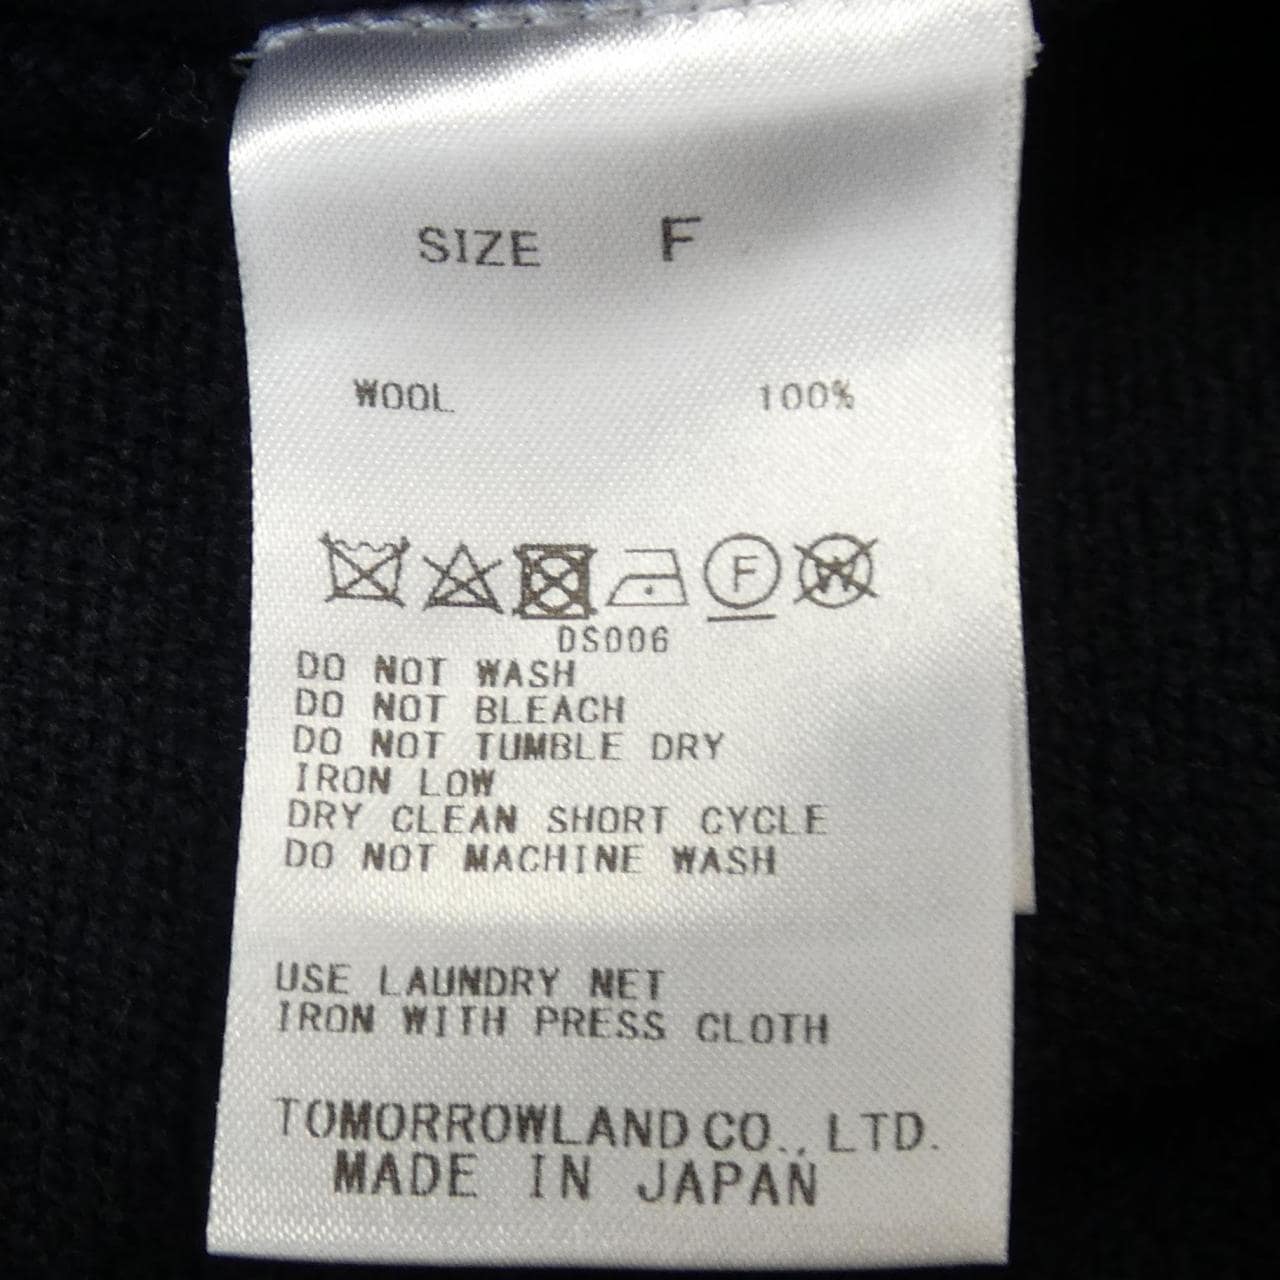 SIZE F
WOOL 100%
F W
DS006
DO NOT WASH
DO NOT BLEACH
DO NOT TUMBLE DRY
IRON LOW
DRY CLEAN SHORT CYCLE
DO NOT MACHINE WASH
USE LAUNDRY NET
IRON WITH PRESS CLOTH
TOMORROWLAND CO., LTD.
MADE IN JAPAN